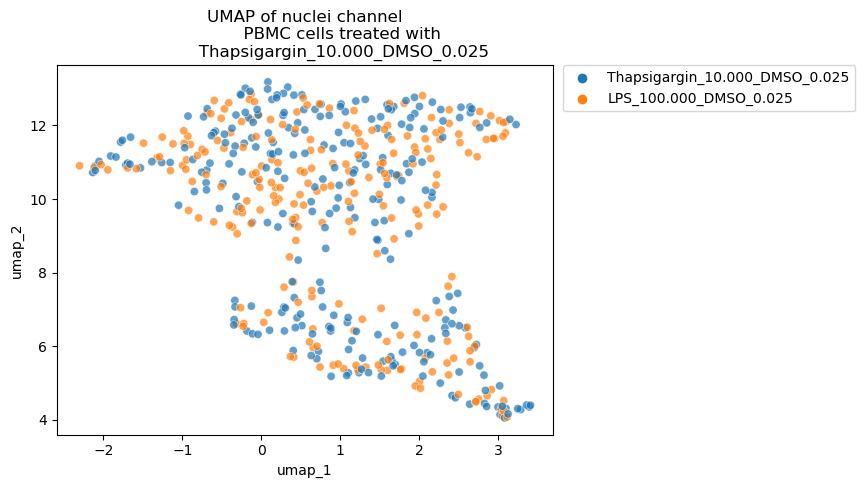 UMAP of nuclei channel
PBMC cells treated with
Thapsigargin_10.000_DMSO_0.025
Thapsigargin_10.000_DMSO_0.025
LPS_100.000_DMSO_0.025
umap_2
12
10
8
6
4
−2
−1
0
1
2
3
umap_1